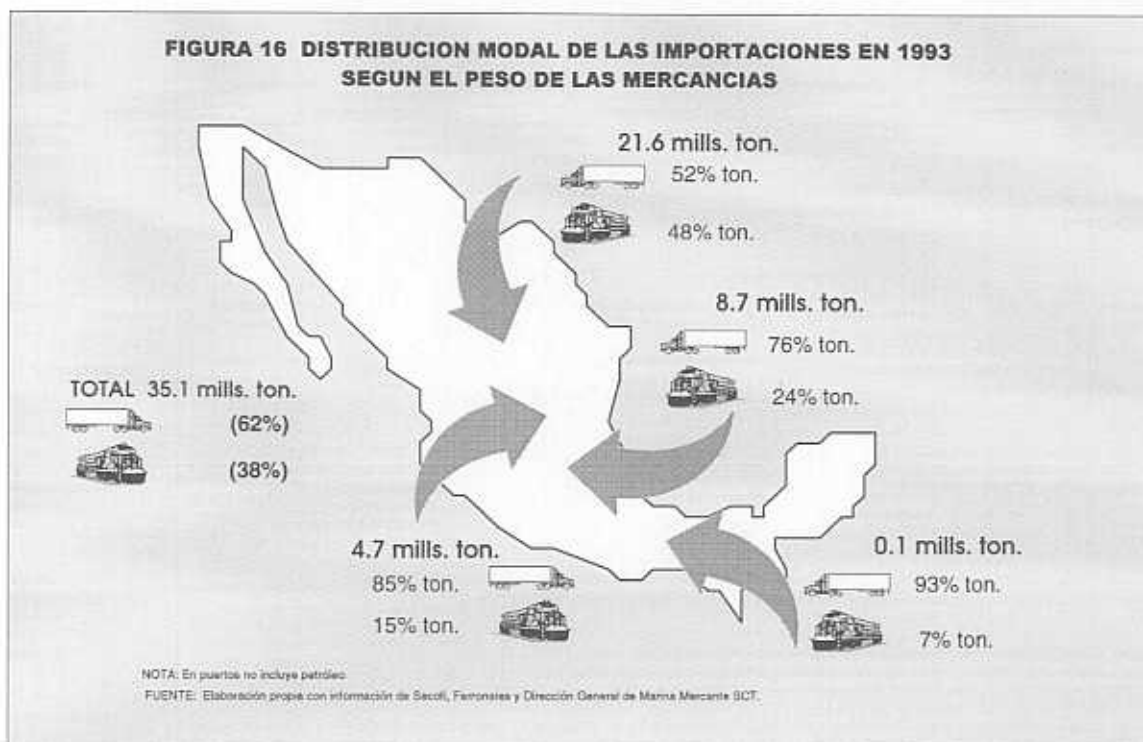 FIGURA 16 DISTRIBUCION MODAL DE LAS IMPORTACIONES EN 1993
SEGUN EL PESO DE LAS MERCANCIAS
21.6 mills. ton.
52% ton.
48% ton.
8.7 mills. ton.
76% ton.
24% ton.
TOTAL 35.1 mills. ton.
(62%)
(38%)
4.7 mills. ton.
85% ton.
15% ton.
0.1 mills. ton.
93% ton.
7% ton.
NOTA: En puertos no incluye petróleo
FUENTE: Elaboración propia con información de Secofi, Ferronales y Dirección General de Marina Mercante SCT.